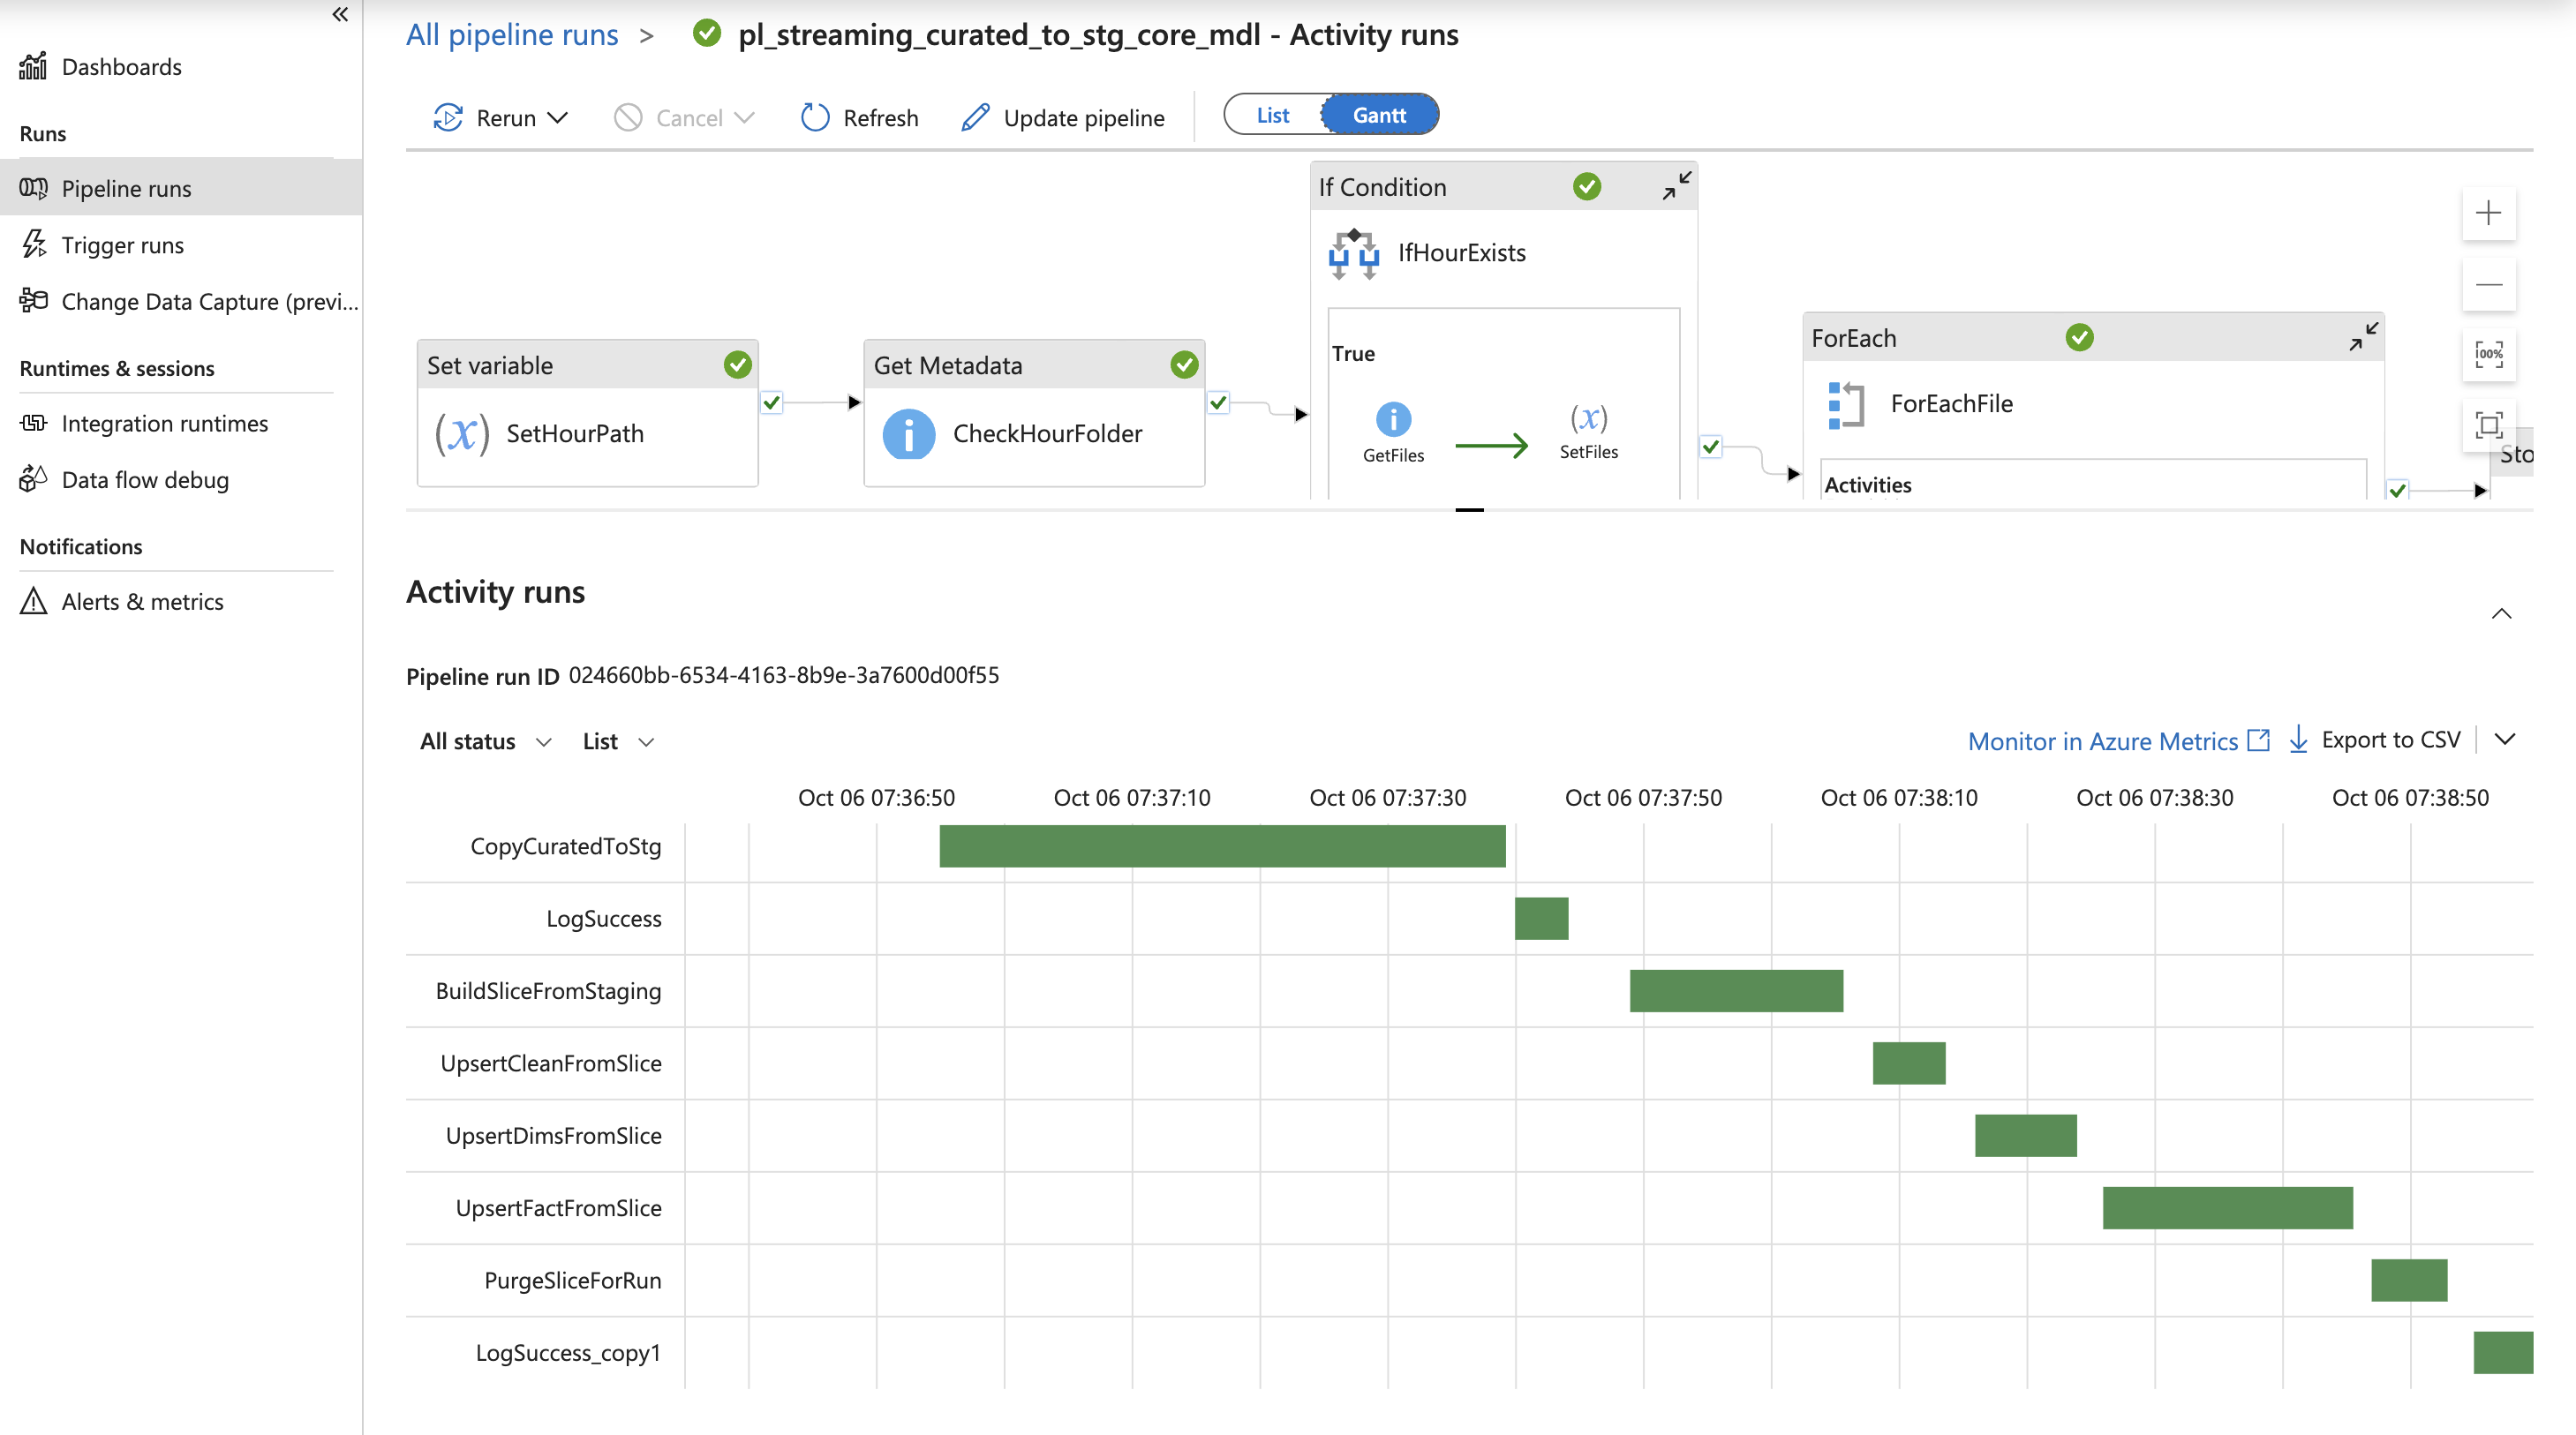 Dashboards
Runs
Pipeline runs
Trigger runs
Change Data Capture (previ...
Runtimes & sessions
Integration runtimes
Data flow debug
Notifications
Alerts & metrics
All pipeline runs > pl_streaming_curated_to_stg_core_mdl - Activity runs
Rerun Cancel Refresh Update pipeline List Gantt
Set variable
(x) SetHourPath
Get Metadata
CheckHourFolder
If Condition
IfHourExists
True
GetFiles
(x)
SetFiles
ForEach
ForEachFile
Activities
Sto
100%
Activity runs
Pipeline run ID 024660bb-6534-4163-8b9e-3a7600d00f55
All status List Monitor in Azure Metrics Export to CSV
Oct 06 07:36:50 Oct 06 07:37:10 Oct 06 07:37:30 Oct 06 07:37:50 Oct 06 07:38:10 Oct 06 07:38:30 Oct 06 07:38:50
CopyCuratedToStg
LogSuccess
BuildSliceFromStaging
UpsertCleanFromSlice
UpsertDimsFromSlice
UpsertFactFromSlice
PurgeSliceForRun
LogSuccess_copy1